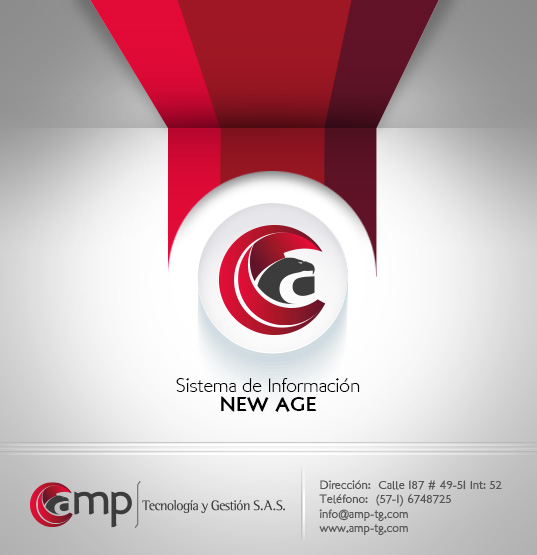 a
Sistema de Información
NEW AGE
amp
Tecnología y Gestión S.A.S.
Dirección: Calle 187 # 49-51 Int: 52
Teléfono: (57-1) 6748725
info@amp-tg.com
www.amp-tg.com